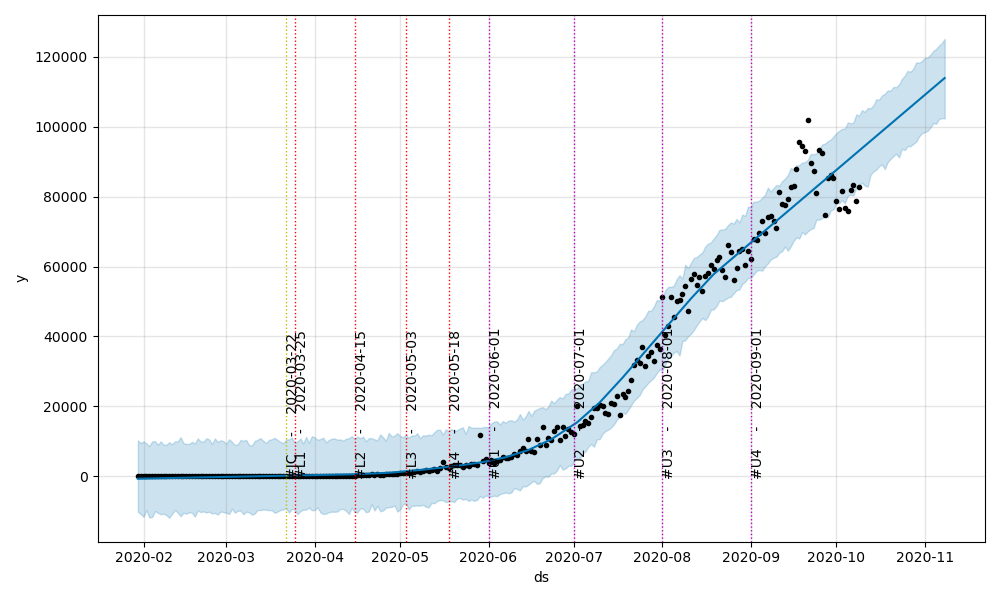 120000
100000
80000
60000
40000
20000
0
y
#JC - 2020-03-22
#L1 - 2020-03-25
#L2 - 2020-04-15
#L3 - 2020-05-03
#L4 - 2020-05-18
#U1 - 2020-06-01
#U2 - 2020-07-01
#U3 - 2020-08-01
#U4 - 2020-09-01
2020-02 2020-03 2020-04 2020-05 2020-06 2020-07 2020-08 2020-09 2020-10 2020-11
ds